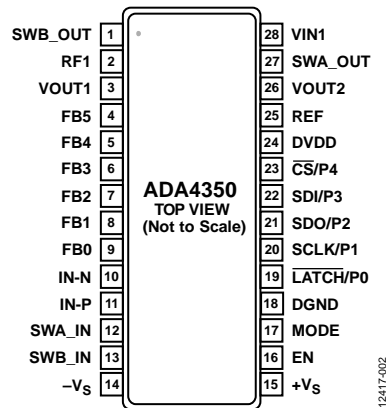 SWB_OUT 1
RF1 2
VOUT1 3
FB5 4
FB4 5
FB3 6
FB2 7
FB1 8
FB0 9
IN-N 10
IN-P 11
SWA_IN 12
SWB_IN 13
–VS 14
ADA4350
TOP VIEW
(Not to Scale)
28 VIN1
27 SWA_OUT
26 VOUT2
25 REF
24 DVDD
23 C̅S̅/P4
22 SDI/P3
21 SDO/P2
20 SCLK/P1
19 L̅A̅T̅C̅H̅/P0
18 DGND
17 MODE
16 EN
15 +VS
12417-002